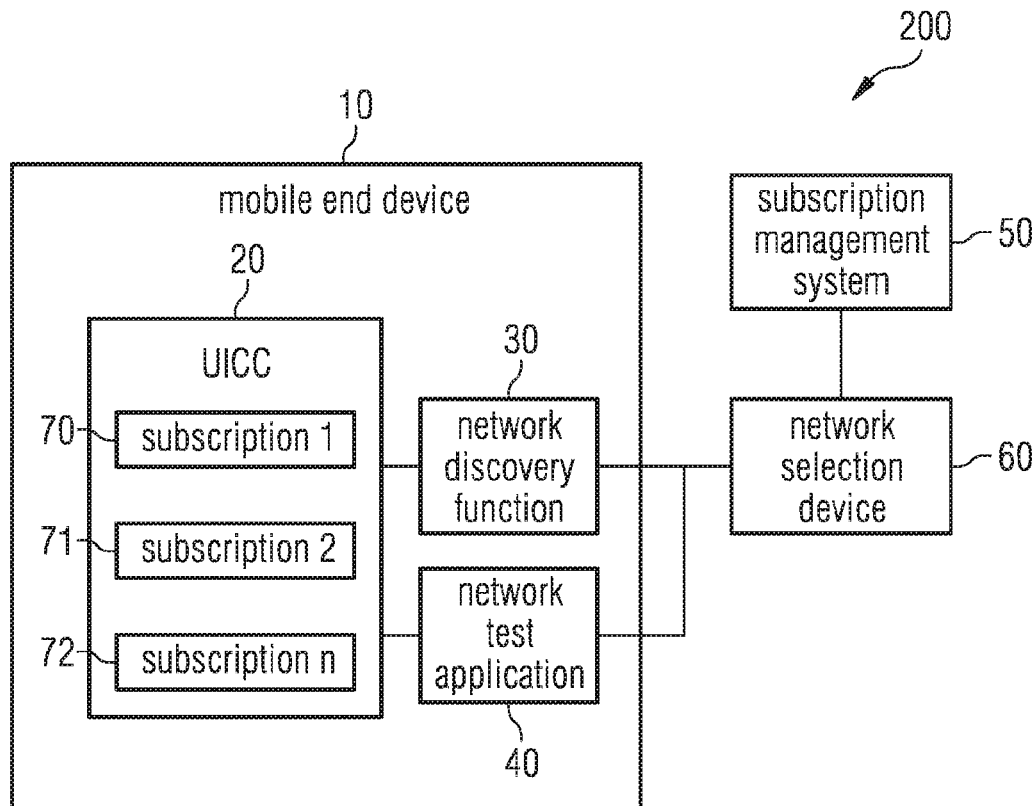 200
10
mobile end device
subscription
management
system
50
20
UICC
30
70
subscription 1
network
discovery
function
network
selection
device
60
71
subscription 2
network
test
application
72
subscription n
40